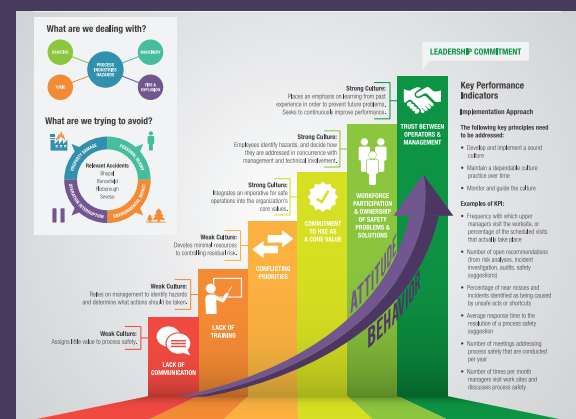 What are we dealing with?
REACTIVE
MACHINERY
PROCESS
INDUSTRIES
HAZARDS
TOXIC
FIRE &
EXPLOSION
What are we trying to avoid?
PROPERTY DAMAGE
PERSONAL INJURY
OPERATION INTERRUPTION
ENVIRONMENTAL IMPACT
Relevant Accidents
Bhopal
Buncefield
Flixborough
Seveso
Weak Culture:
Assigns little value to process safety.
LACK OF
COMMUNICATION
Weak Culture:
Relies on management to identify hazards
and determine what actions should be taken.
LACK OF
TRAINING
Weak Culture:
Devotes minimal resources
to controlling residual risk.
CONFLICTING
PRIORITIES
Strong Culture:
Integrates an imperative for safe
operations into the organization's
core values.
COMMITMENT
TO HSE AS
A CORE VALUE
Strong Culture:
Employees identify hazards, and decide how
they are addressed in concurrence with
management and technical involvement.
WORKFORCE
PARTICIPATION
& OWNERSHIP
OF SAFETY
PROBLEMS &
SOLUTIONS
Strong Culture:
Places an emphasis on learning from past
experience in order to prevent future problems.
Seeks to continuously improve performance.
TRUST BETWEEN
OPERATORS &
MANAGEMENT
ATTITUDE
BEHAVIOR
LEADERSHIP COMMITMENT
Key Performance
Indicators
Implementation Approach
The following key principles need
to be addressed:
• Develop and implement a sound
culture
• Maintain a dependable culture
practice over time
• Monitor and guide the culture
Examples of KPI:
• Frequency with which upper
managers visit the worksite, or
percentage of the scheduled visits
that actually take place
• Number of open recommendations
(from risk analyses, incident
investigation, audits, safety
suggestions)
• Percentage of near misses and
incidents identified as being caused
by unsafe acts or shortcuts
• Average response time to the
resolution of a process safety
suggestion
• Number of meetings addressing
process safety that are conducted
per year
• Number of times per month
managers visit work sites and
discusses process safety